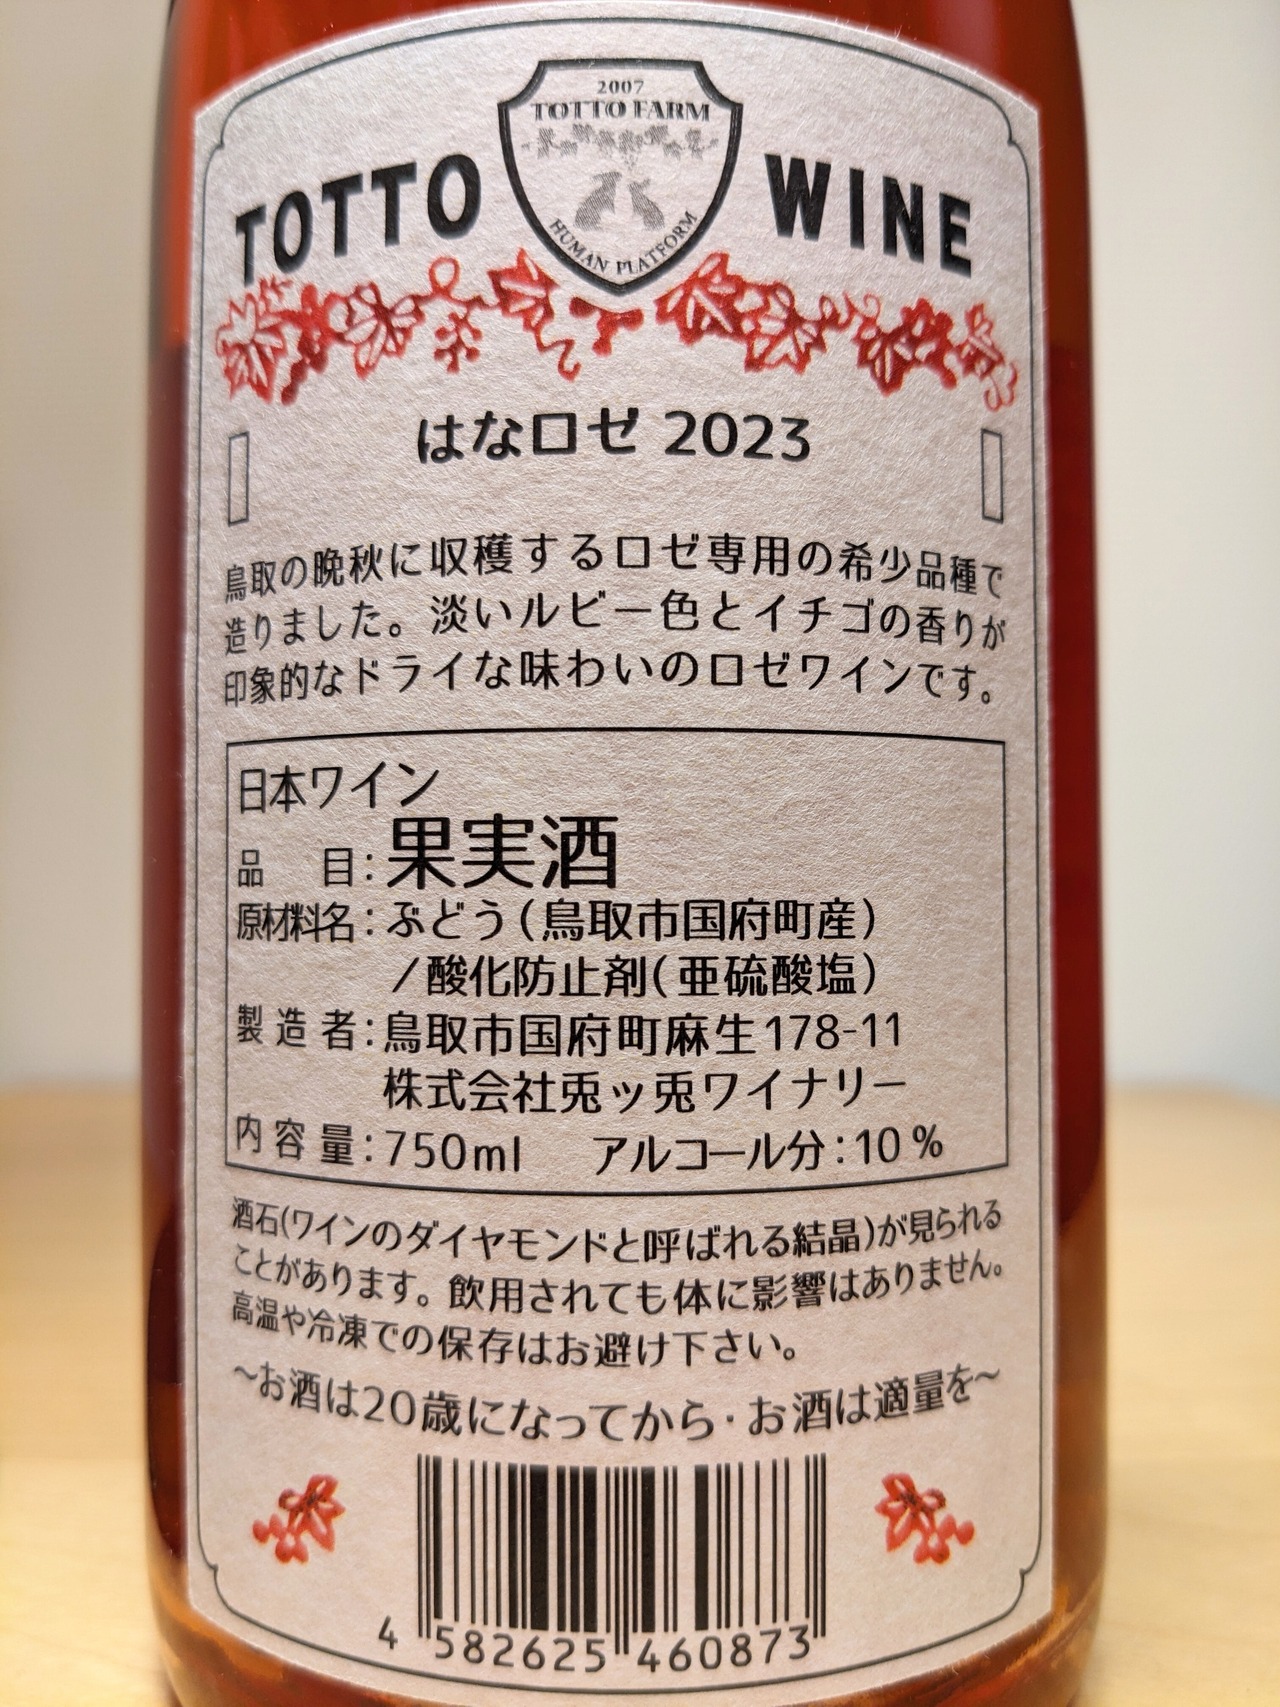 2007
TOTTO FARM
TOTTO WINE
HUMAN PLATFORM
はなロゼ 2023
鳥取の晩秋に収穫するロゼ専用の希少品種で
造りました。淡いルビー色とイチゴの香りが
印象的なドライな味わいのロゼワインです。
日本ワイン
品目:果実酒
原材料名:ぶどう(鳥取市国府町産)
/酸化防止剤(亜硫酸塩)
製造者:鳥取市国府町麻生178-11
株式会社兎ッ兎ワイナリー
内容量:750ml アルコール分:10%
酒石(ワインのダイヤモンドと呼ばれる結晶)が見られる
ことがあります。飲用されても体に影響はありません。
高温や冷凍での保存はお避け下さい。
~お酒は20歳になってから・お酒は適量を~
4 582625 460873